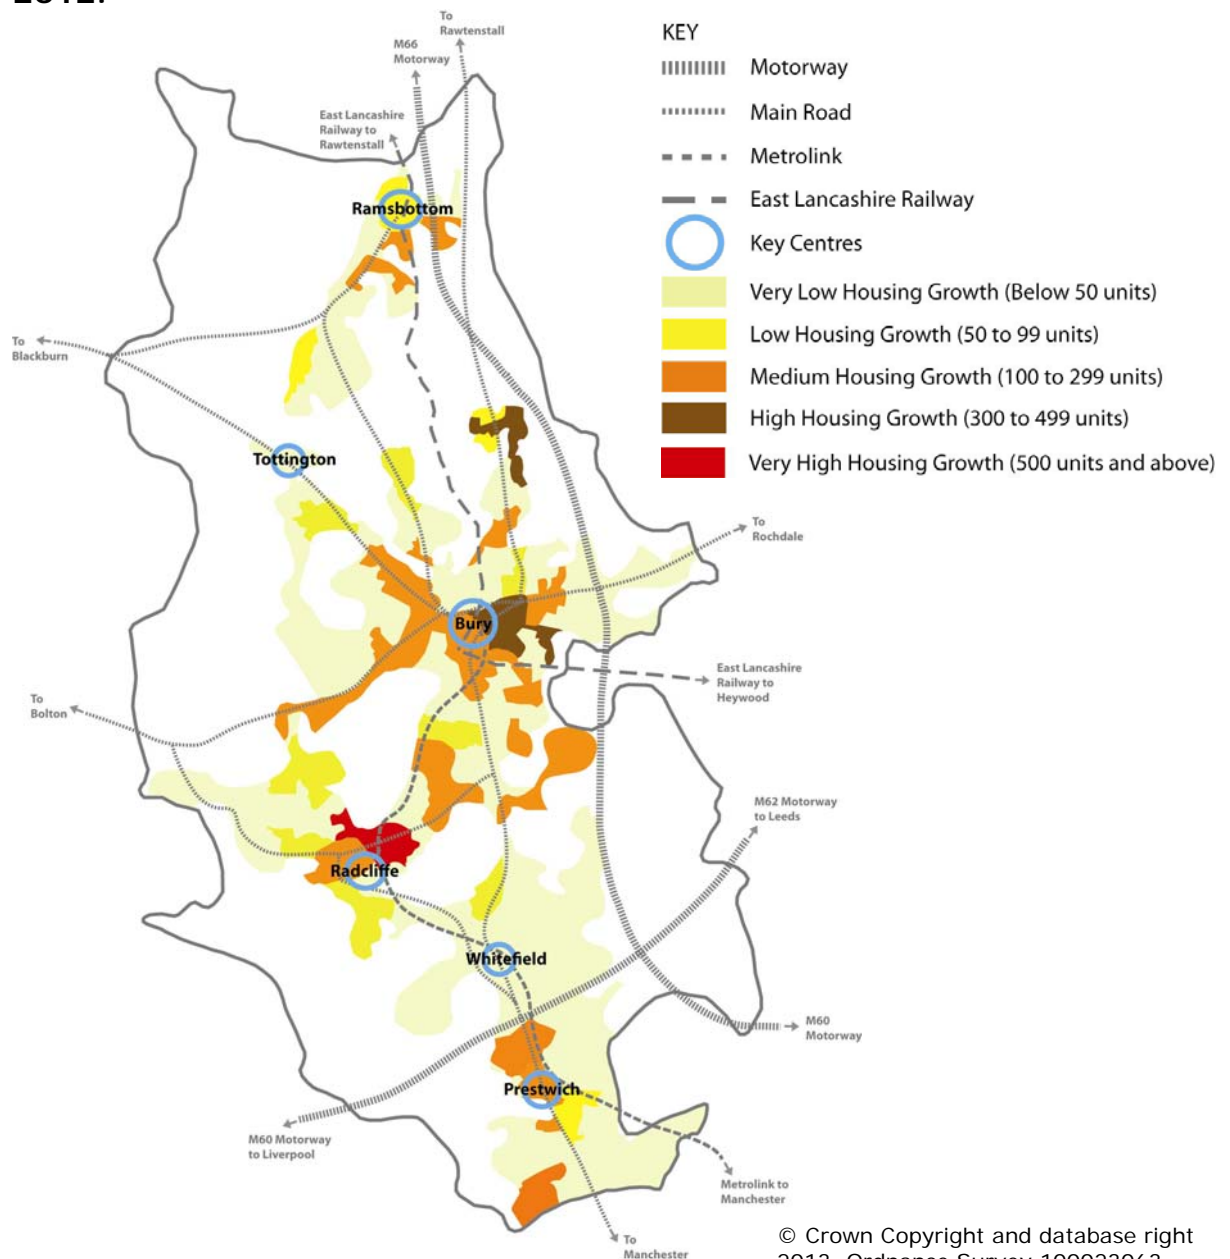 To
Rawtenstall
M66
Motorway
East Lancashire
Railway to
Rawtenstall
Ramsbottom
To
Blackburn
Tottington
To
Rochdale
Bury
East Lancashire
Railway to
Heywood
To
Bolton
M62 Motorway
to Leeds
Radcliffe
Whitefield
M60
Motorway
Prestwich
M60 Motorway
to Liverpool
Metrolink to
Manchester
To
Manchester
KEY
Motorway
Main Road
Metrolink
East Lancashire Railway
Key Centres
Very Low Housing Growth (Below 50 units)
Low Housing Growth (50 to 99 units)
Medium Housing Growth (100 to 299 units)
High Housing Growth (300 to 499 units)
Very High Housing Growth (500 units and above)
© Crown Copyright and database right